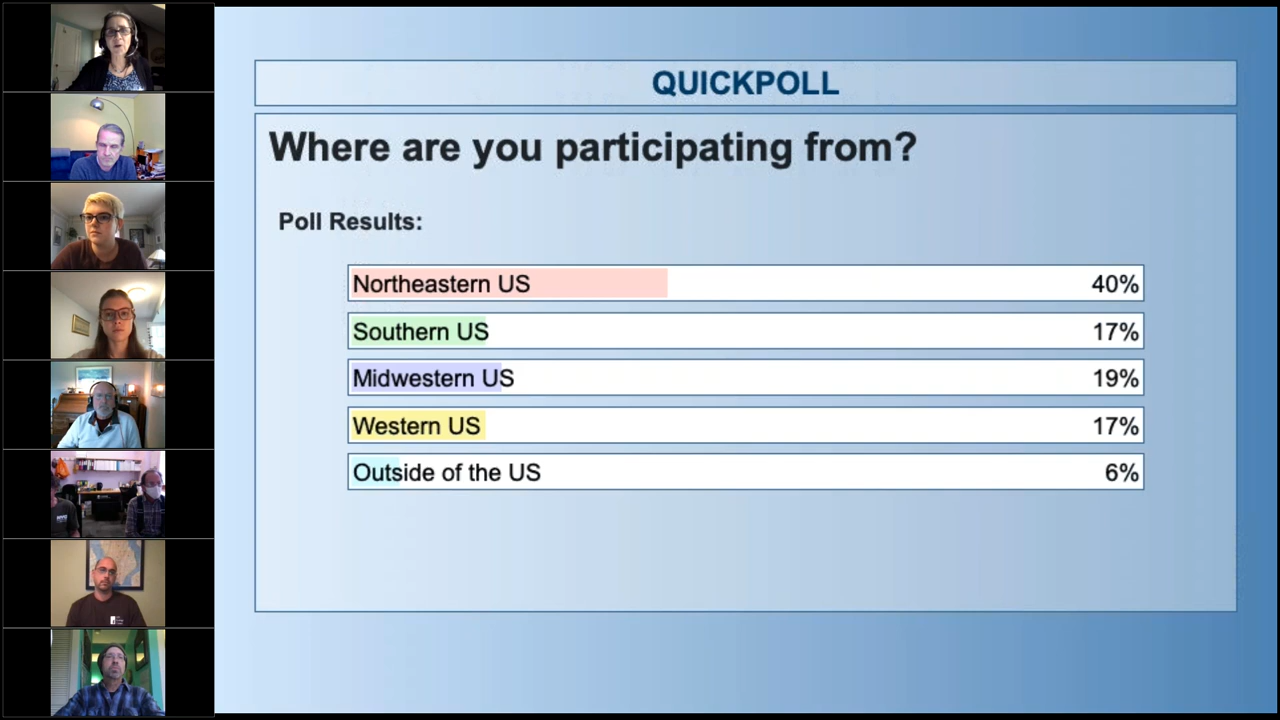 QUICKPOLL
Where are you participating from?
Poll Results:
Northeastern US 40%
Southern US 17%
Midwestern US 19%
Western US 17%
Outside of the US 6%